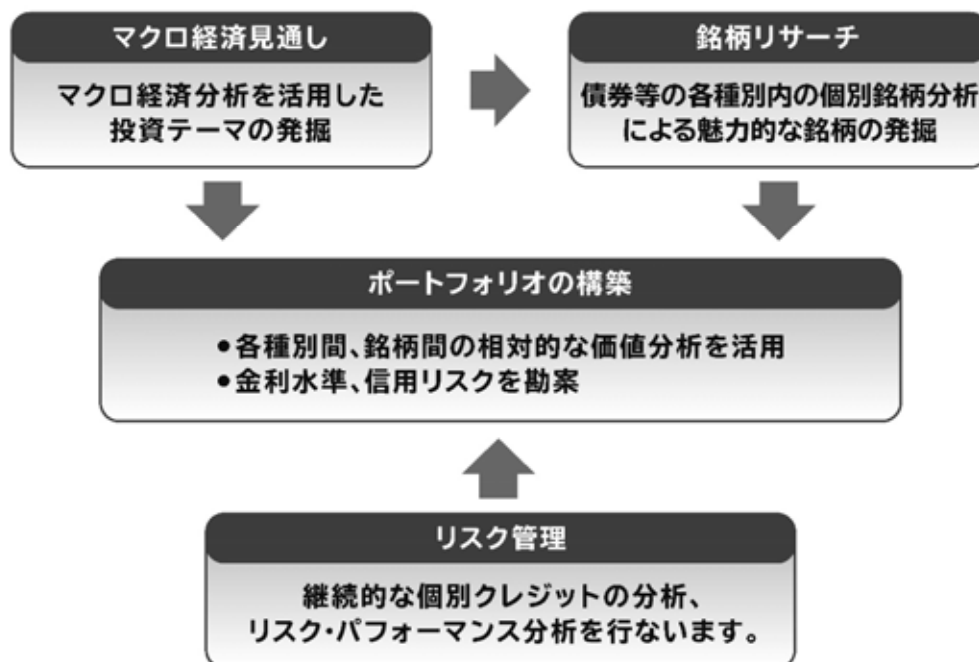 マクロ経済見通し
マクロ経済分析を活用した
投資テーマの発掘
銘柄リサーチ
債券等の各種別内の個別銘柄分析
による魅力的な銘柄の発掘
ポートフォリオの構築
●各種別間、銘柄間の相対的な価値分析を活用
●金利水準、信用リスクを勘案
リスク管理
継続的な個別クレジットの分析、
リスク・パフォーマンス分析を行ないます。